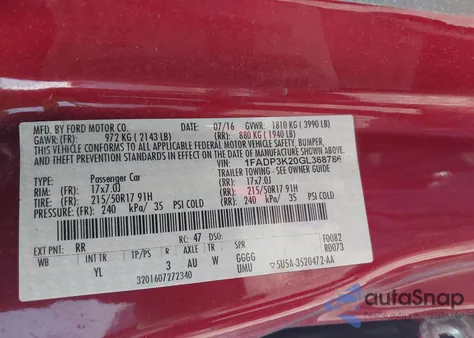 MFD. BY FORD MOTOR CO. DATE: 07/16 GVWR: 1810 KG (3990 LB)
GAWR: (FR): 972 KG (2143 LB) (RR): 880 KG (1940 LB)
THIS VEHICLE CONFORMS TO ALL APPLICABLE FEDERAL MOTOR VEHICLE SAFETY, BUMPER,
AND THEFT PREVENTION STANDARDS IN EFFECT ON THE DATE OF MANUFACTURE SHOWN ABOVE.
VIN: 1FADP3K20GL368786
TYPE: Passenger Car TRAILER TOWING - SEE OWNER GUIDE
RIM: (FR): 17x7.0J (RR): 17x7.0J
TIRE: (FR): 215/50R17 91H (RR): 215/50R17 91H
PRESSURE: (FR): 240 kPa/ 35 PSI COLD (RR): 240 kPa/ 35 PSI COLD
EXT PNT: RR RC: 47 DSO: F0082
WB TP/PS R AXLE TR SPR R0073
YL 3 AU W GGGG
UMU
3201607272340 SU5A-3520472-AA
autoSnap